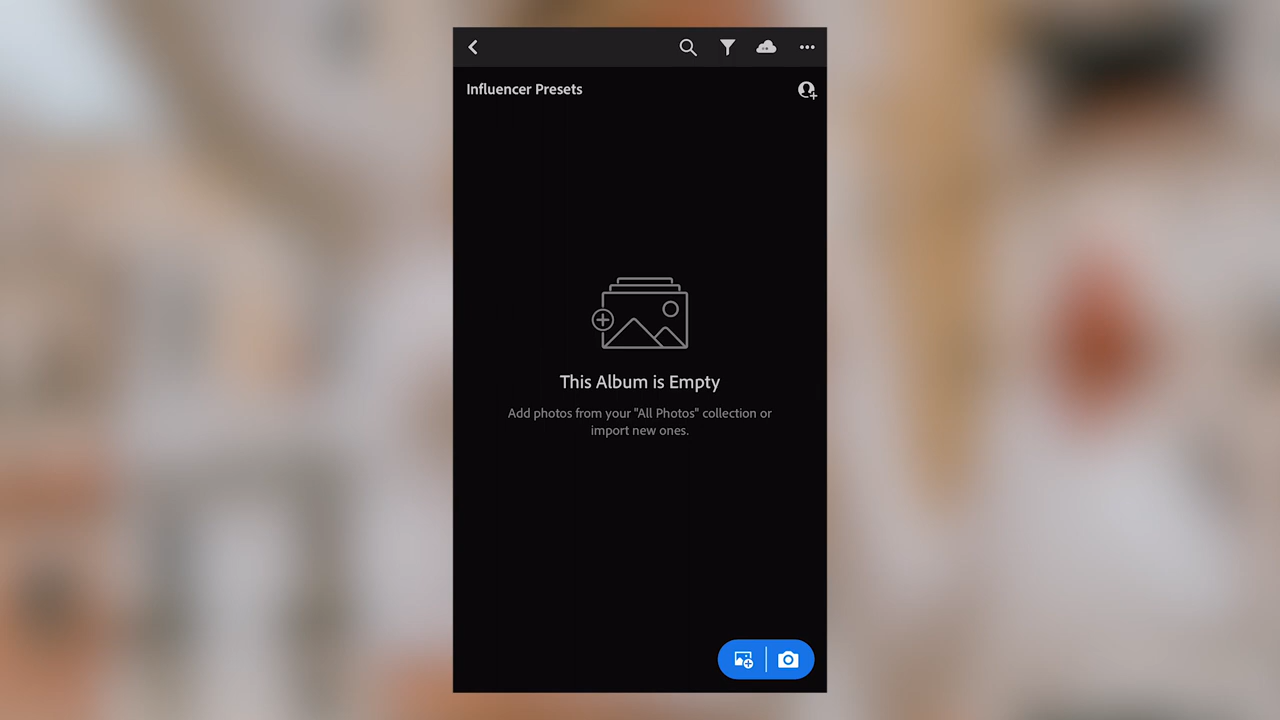 Influencer Presets
This Album is Empty
Add photos from your "All Photos" collection or
import new ones.